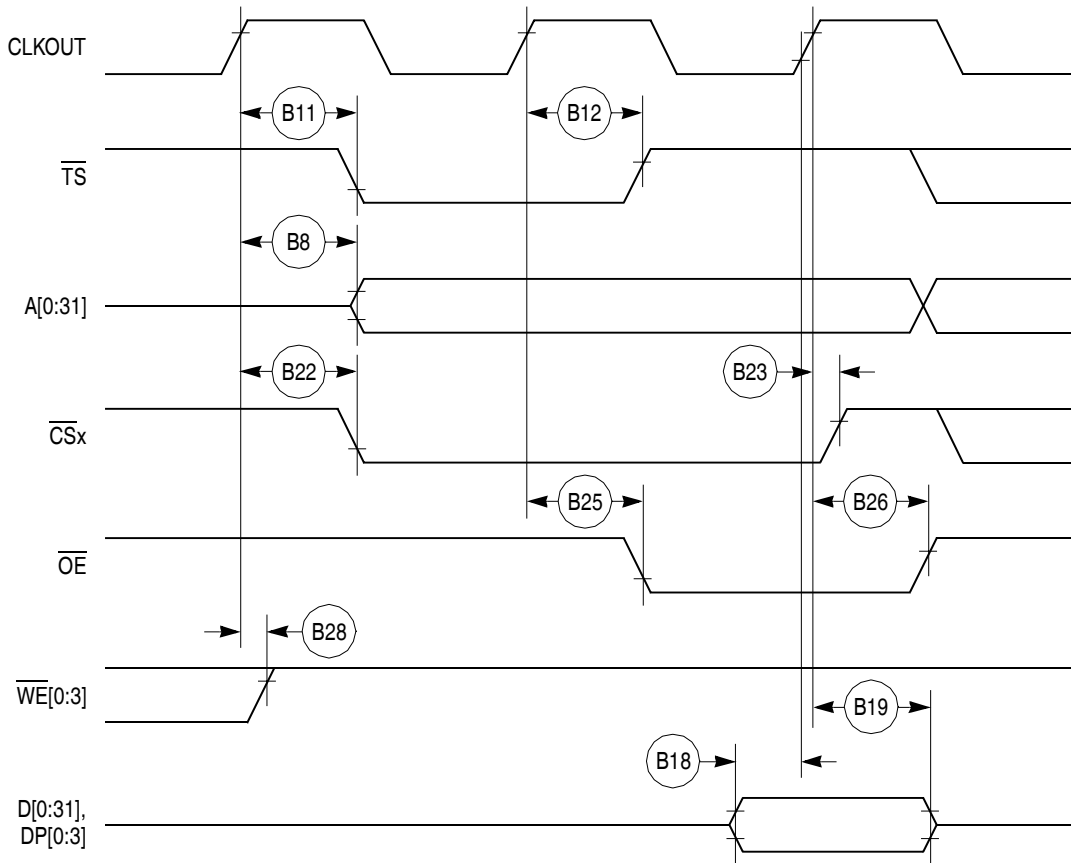 CLKOUT
B11
B12
TS
B8
A[0:31]
B22
B23
CSx
B25
B26
OE
B28
WE[0:3]
B19
B18
D[0:31],
DP[0:3]